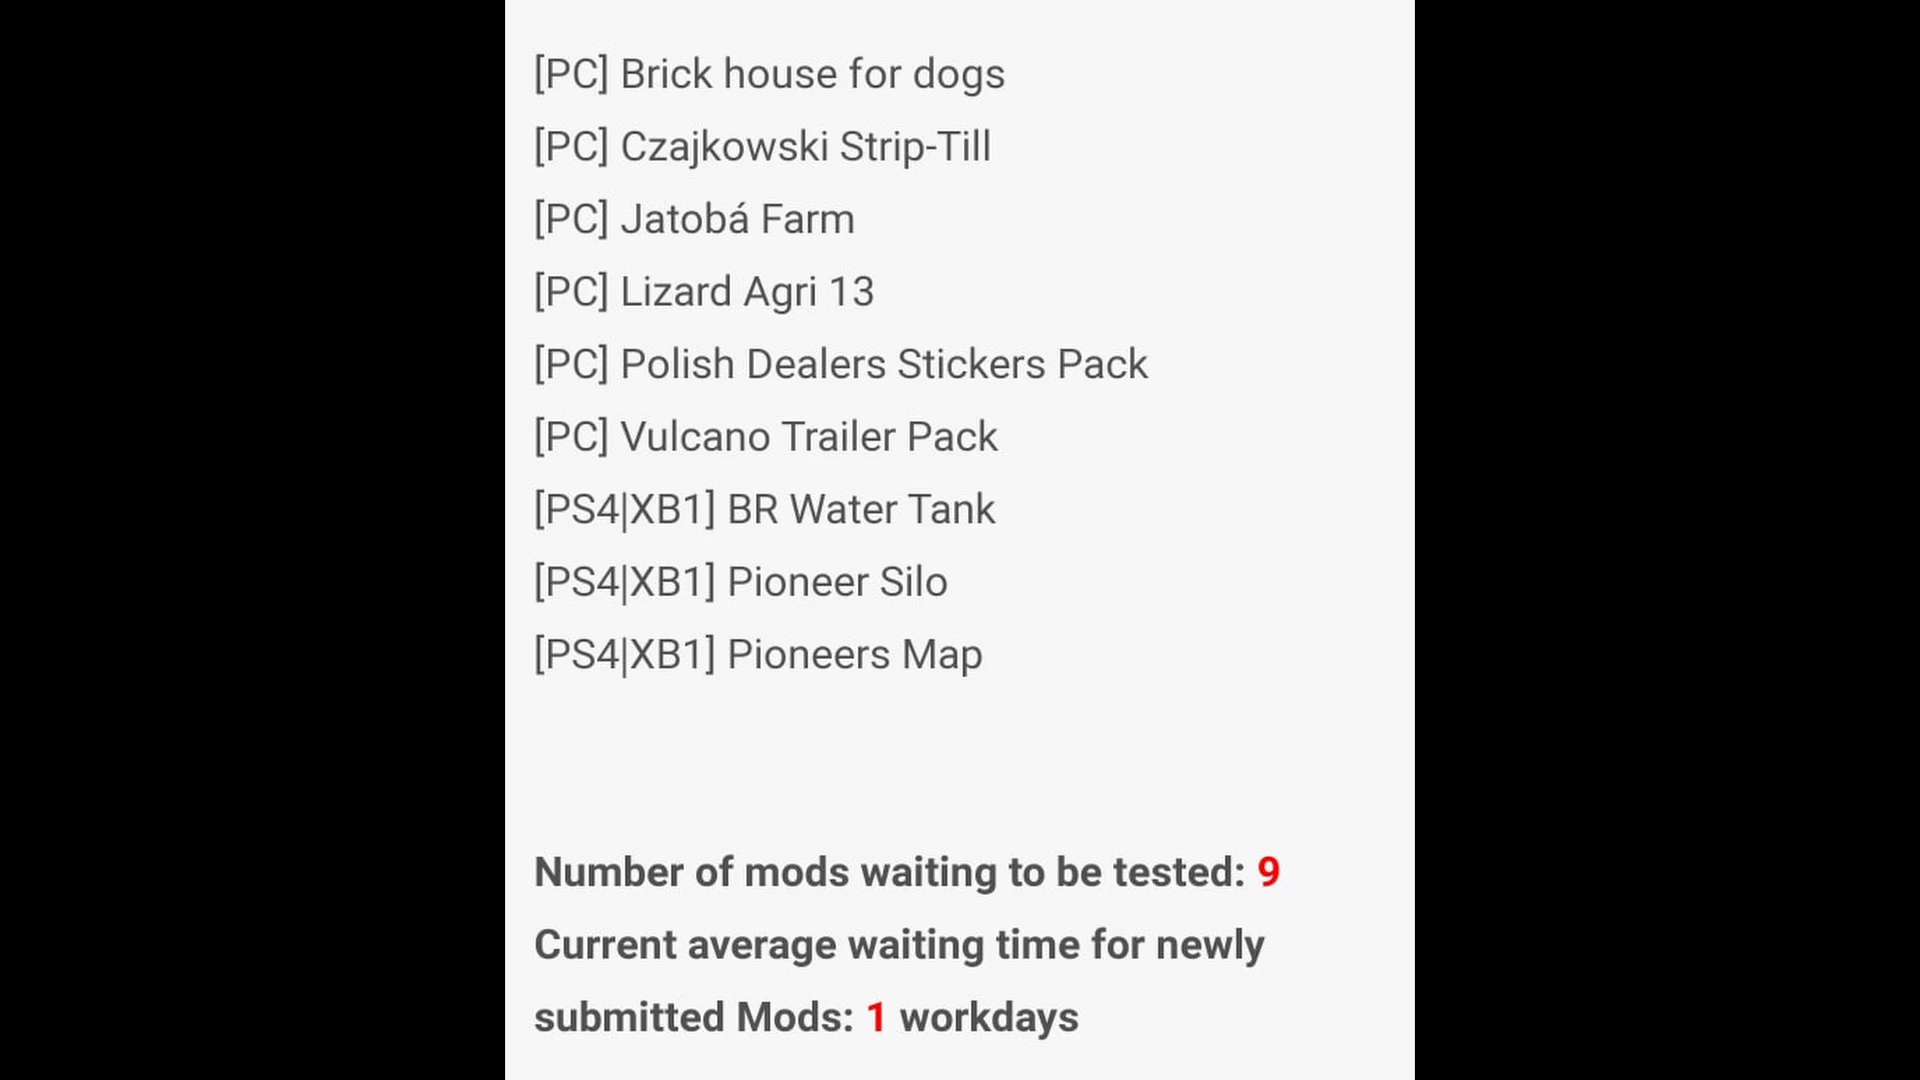 [PC] Brick house for dogs
[PC] Czajkowski Strip-Till
[PC] Jatobá Farm
[PC] Lizard Agri 13
[PC] Polish Dealers Stickers Pack
[PC] Vulcano Trailer Pack
[PS4|XB1] BR Water Tank
[PS4|XB1] Pioneer Silo
[PS4|XB1] Pioneers Map
Number of mods waiting to be tested: 9
Current average waiting time for newly
submitted Mods: 1 workdays